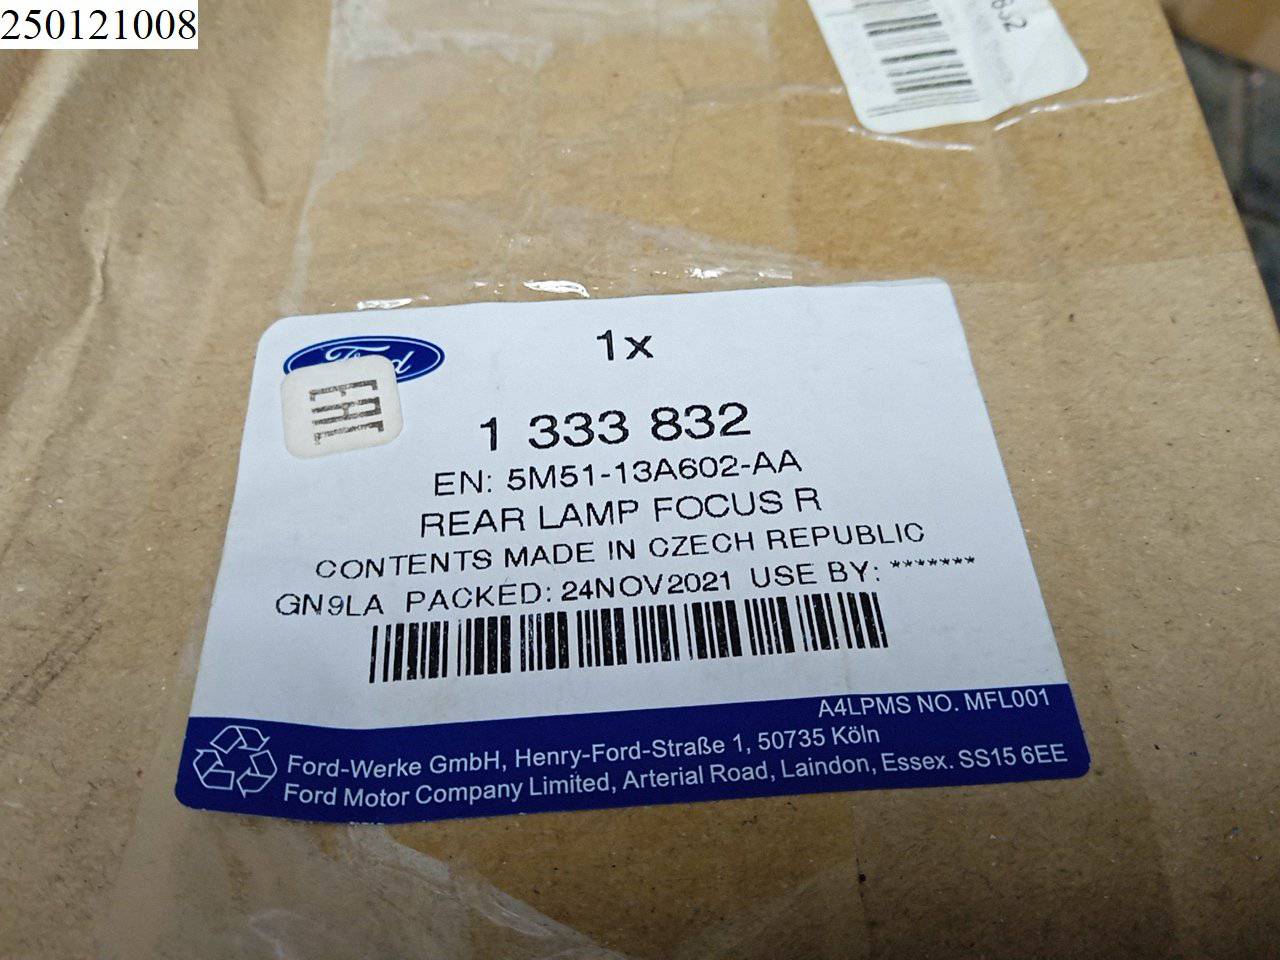 250121008
Ford
1x
1 333 832
EN: 5M51-13A602-AA
REAR LAMP FOCUS R
CONTENTS MADE IN CZECH REPUBLIC
GN9LA PACKED: 24NOV2021 USE BY: *******
A4LPMS NO. MFL001
Ford-Werke GmbH, Henry-Ford-Straße 1, 50735 Köln
Ford Motor Company Limited, Arterial Road, Laindon, Essex. SS15 6EE